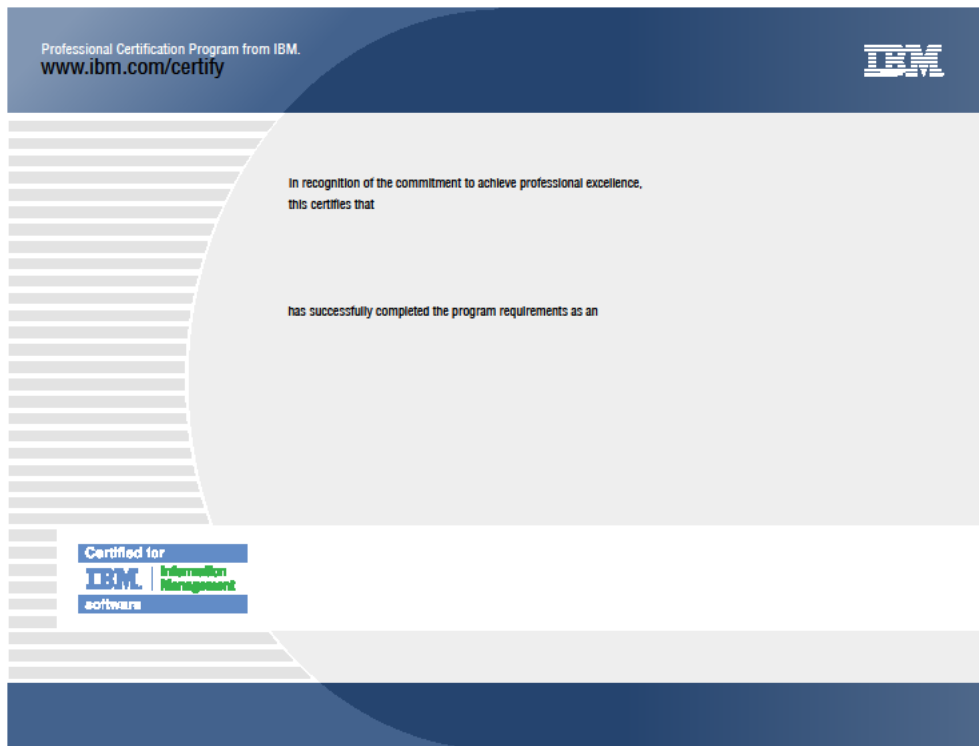 Professional Certification Program from IBM.
www.ibm.com/certify
IBM
In recognition of the commitment to achieve professional excellence,
this certifies that
has successfully completed the program requirements as an
Certified for
IBM. Information
Management
software